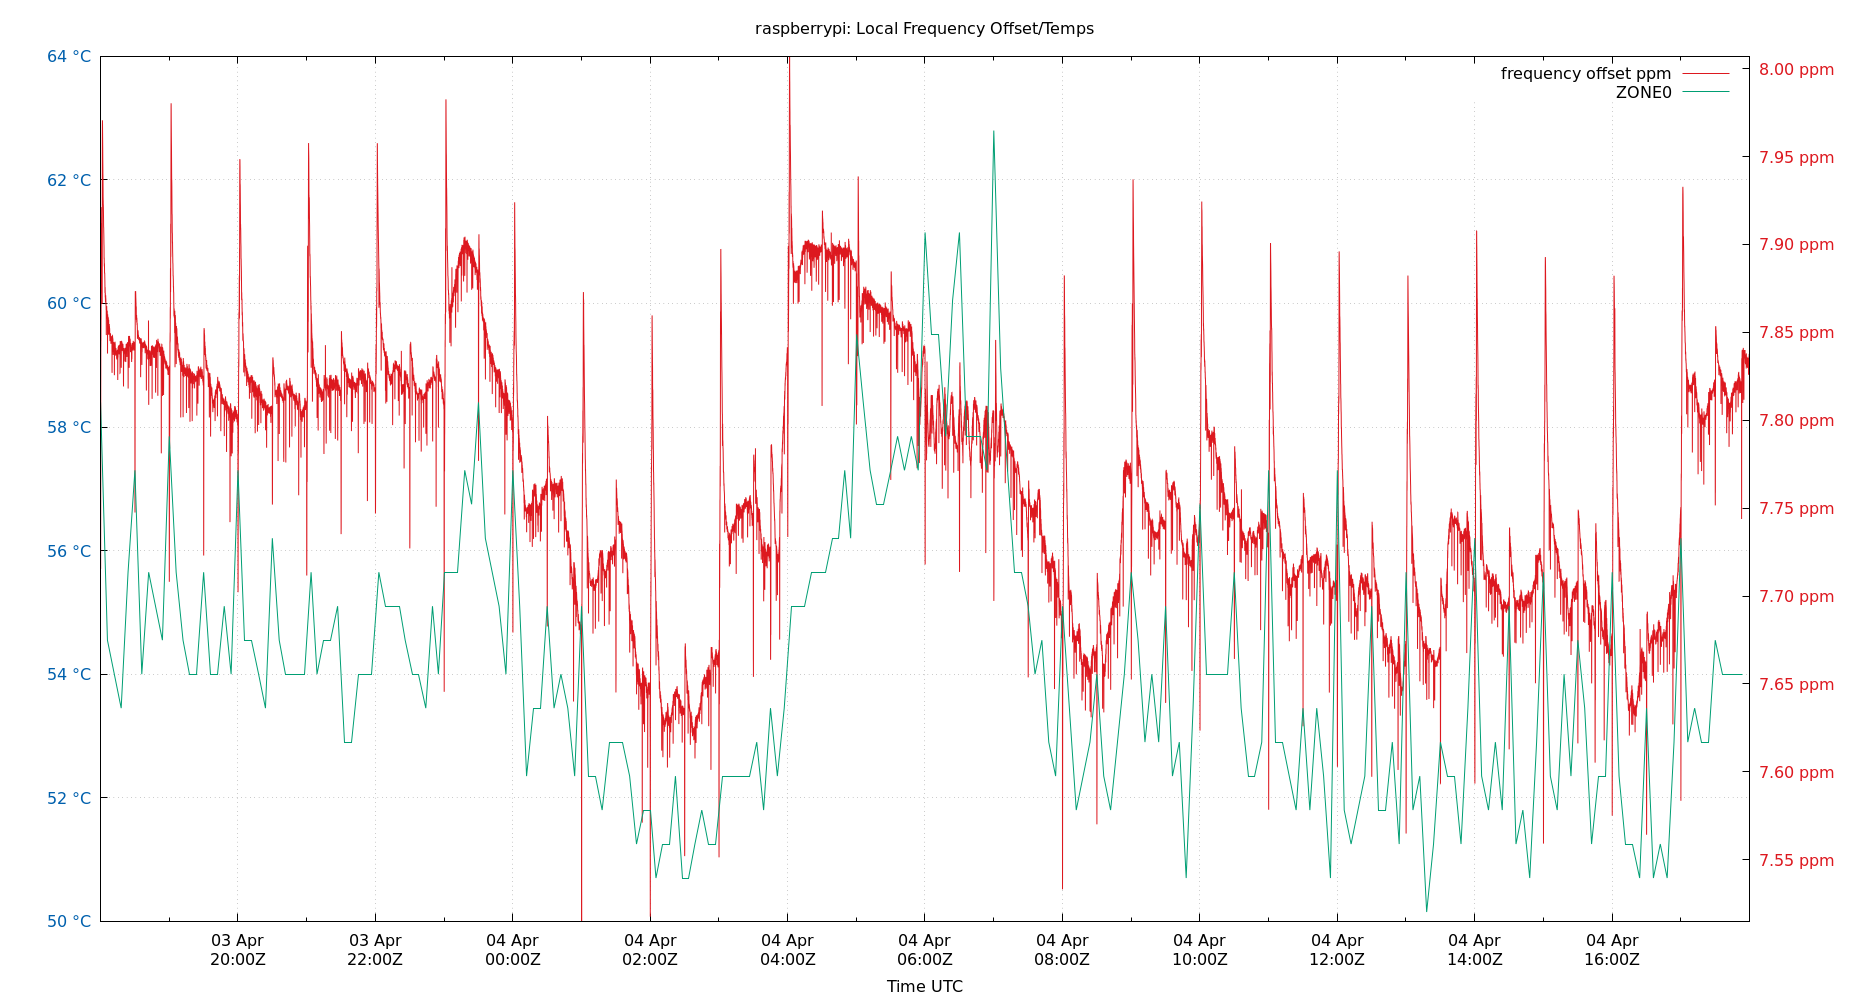 raspberrypi: Local Frequency Offset/Temps
64 °C
62 °C
60 °C
58 °C
56 °C
54 °C
52 °C
50 °C
frequency offset ppm
ZONE0
8.00 ppm
7.95 ppm
7.90 ppm
7.85 ppm
7.80 ppm
7.75 ppm
7.70 ppm
7.65 ppm
7.60 ppm
7.55 ppm
03 Apr
20:00Z
03 Apr
22:00Z
04 Apr
00:00Z
04 Apr
02:00Z
04 Apr
04:00Z
04 Apr
06:00Z
04 Apr
08:00Z
04 Apr
10:00Z
04 Apr
12:00Z
04 Apr
14:00Z
04 Apr
16:00Z
Time UTC